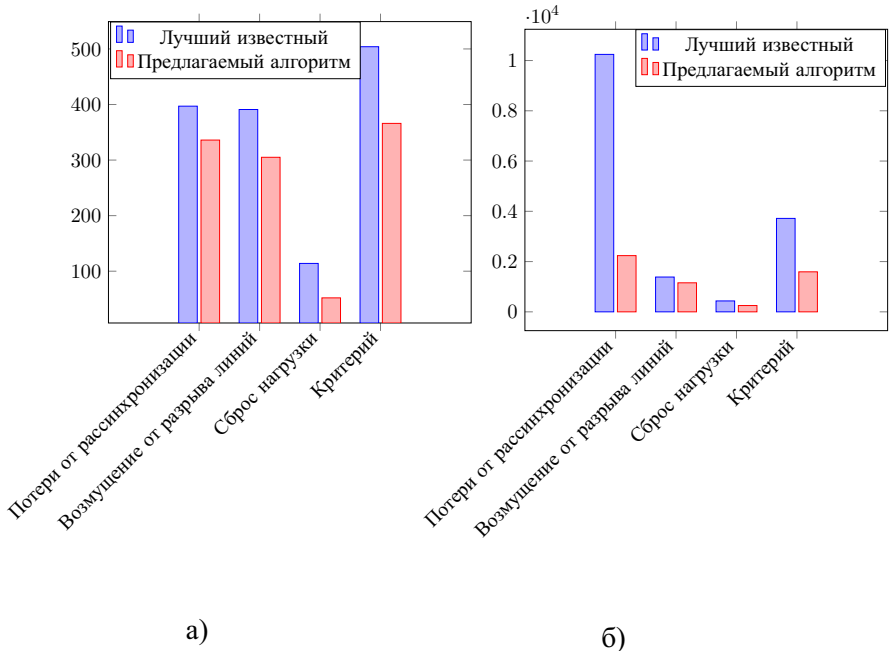 Лучший известный
Предлагаемый алгоритм
500
400
300
200
100
Потери от рассинхронизации
Возмущение от разрыва линий
Сброс нагрузки
Критерий
а)
·10⁴
Лучший известный
Предлагаемый алгоритм
1
0.8
0.6
0.4
0.2
0
Потери от рассинхронизации
Возмущение от разрыва линий
Сброс нагрузки
Критерий
б)